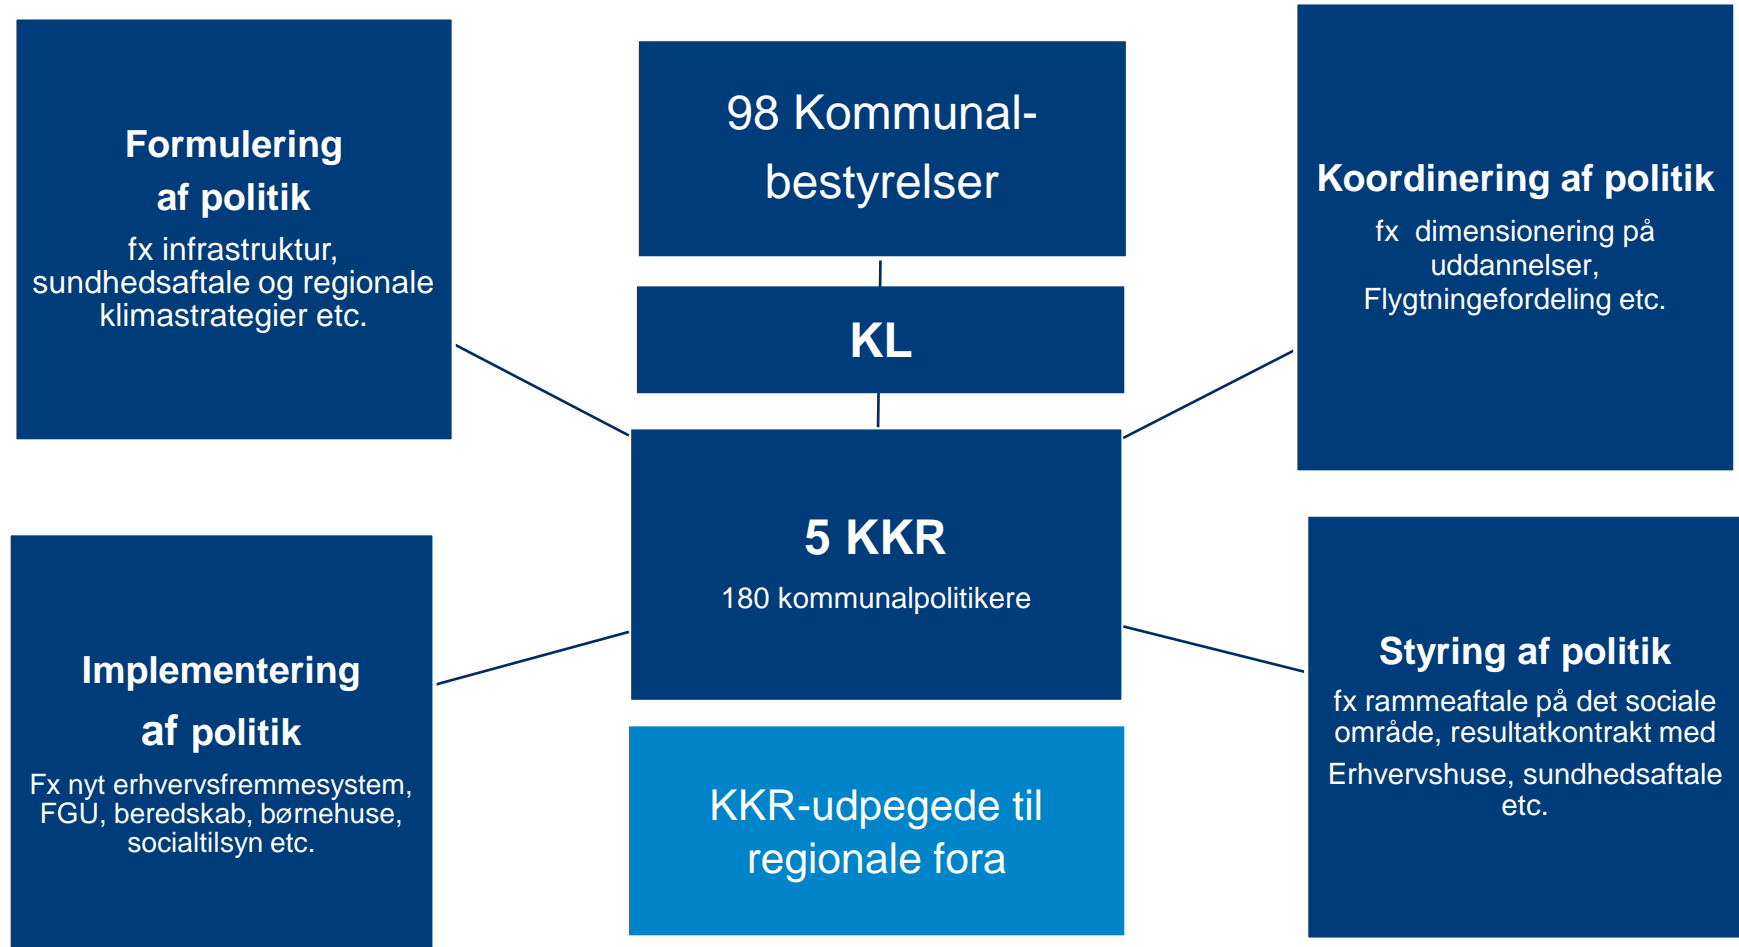 Formulering
af politik
fx infrastruktur,
sundhedsaftale og regionale
klimastrategier etc.
98 Kommunal-
bestyrelser
Koordinering af politik
fx  dimensionering på
uddannelser,
Flygtningefordeling etc.
KL
5 KKR
180 kommunalpolitikere
Implementering
af politik
Fx nyt erhvervsfremmesystem,
FGU, beredskab, børnehuse,
socialtilsyn etc.
KKR-udpegede til
regionale fora
Styring af politik
fx rammeaftale på det sociale
område, resultatkontrakt med
Erhvervshuse, sundhedsaftale
etc.